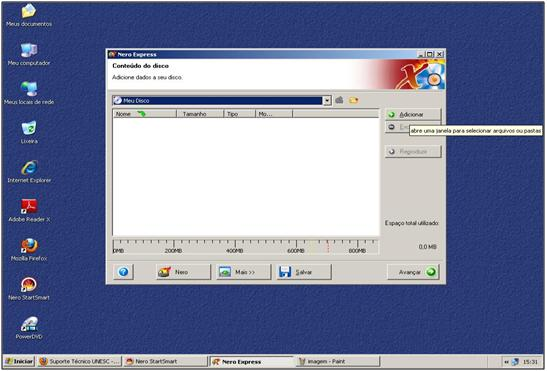 Meus documentos
Meu computador
Meus locais de rede
Lixeira
Internet Explorer
Adobe Reader X
Mozilla Firefox
Nero StartSmart
PowerDVD
Nero Express
Conteúdo do disco
Adicione dados a seu disco.
Meu Disco
Nome Tamanho Tipo Mo...
Adicionar
abre uma janela para selecionar arquivos ou pastas
Reproduzir
Espaço total utilizado:
0MB 200MB 400MB 600MB 800MB
0,0 MB
Nero Mais >> Salvar Avançar
Iniciar Suporte Técnico UNESC -... Nero StartSmart Nero Express imagem - Paint 15:31